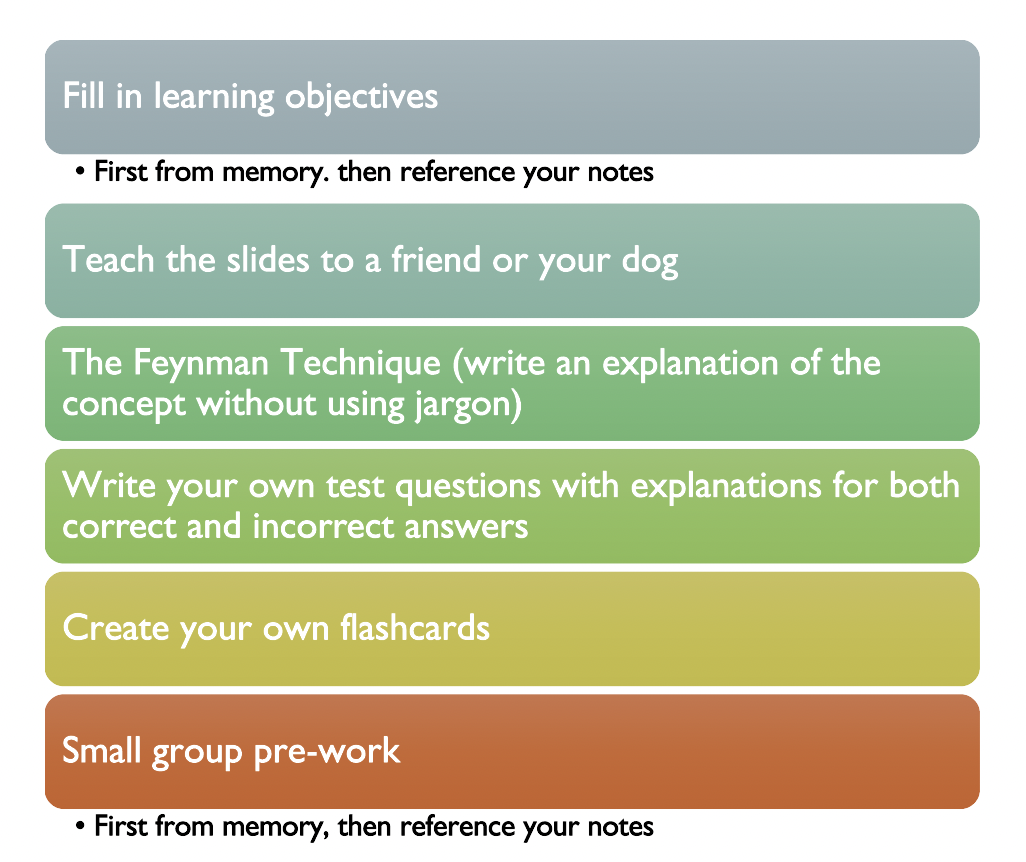 Fill in learning objectives
• First from memory. then reference your notes
Teach the slides to a friend or your dog
The Feynman Technique (write an explanation of the
concept without using jargon)
Write your own test questions with explanations for both
correct and incorrect answers
Create your own flashcards
Small group pre-work
• First from memory, then reference your notes